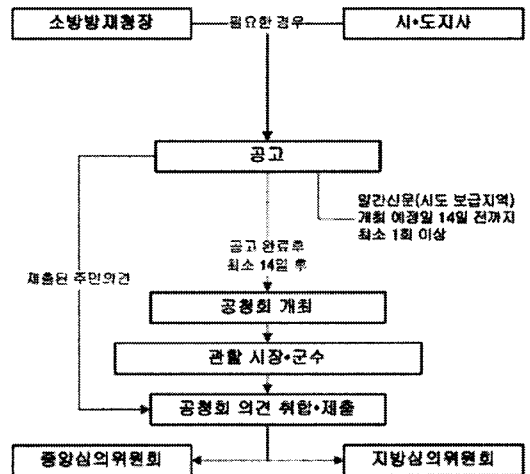 소방방재청장
필요한 경우
시•도지사
공고
일간신문(시도 보급지역)
개최 예정일 14일 전까지
최소 1회 이상
공고 완료후
최소 14일 후
제출된 주민의견
공청회 개최
관할 시장•군수
공청회 의견 취합•제출
중앙심의위원회
지방심의위원회